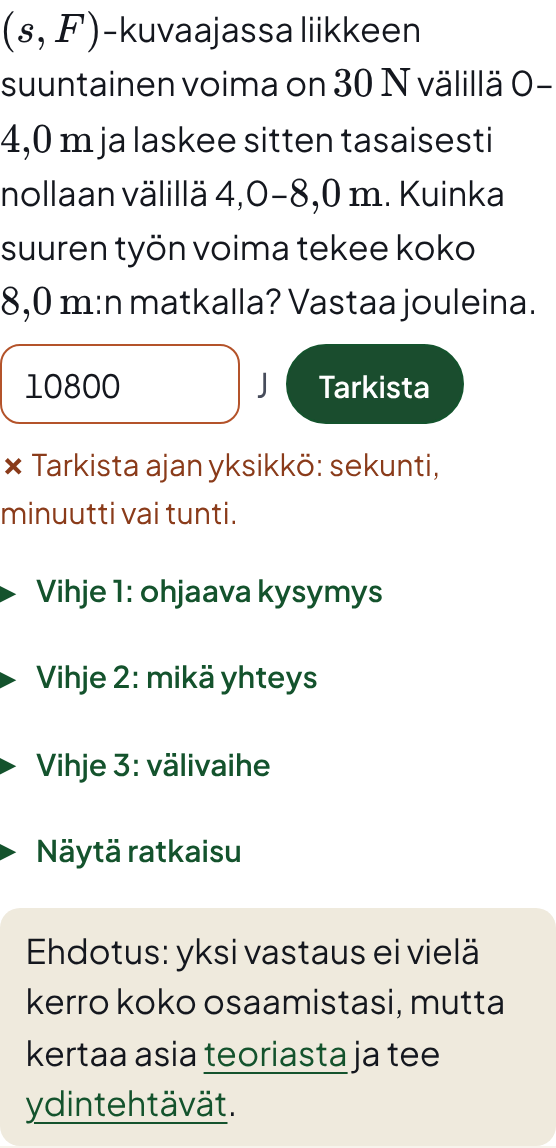 (s, F)-kuvaajassa liikkeen
suuntainen voima on 30 N välillä 0–
4,0 m ja laskee sitten tasaisesti
nollaan välillä 4,0–8,0 m. Kuinka
suuren työn voima tekee koko
8,0 m:n matkalla? Vastaa jouleina.
10800 J Tarkista
× Tarkista ajan yksikkö: sekunti,
minuutti vai tunti.
▶ Vihje 1: ohjaava kysymys
▶ Vihje 2: mikä yhteys
▶ Vihje 3: välivaihe
▶ Näytä ratkaisu
Ehdotus: yksi vastaus ei vielä
kerro koko osaamistasi, mutta
kertaa asia teoriasta ja tee
ydintehtävät.